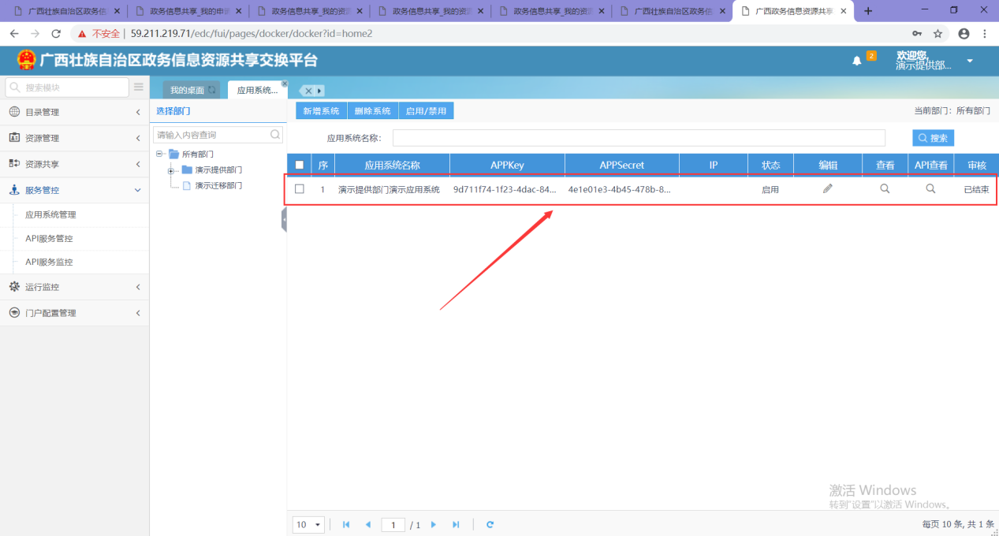 广西壮族自治区政务信
政务信息共享_我的申
政务信息共享_我的资
政务信息共享_我的资
政务信息共享_我的资
广西壮族自治区政务信
广西政务信息资源共享
不安全 | 59.211.219.71/edc/fui/pages/docker/docker?id=home2
广西壮族自治区政务信息资源共享交换平台
2
欢迎您,
演示提供部...
搜索模块
我的桌面
应用系统...
目录管理
资源管理
资源共享
服务管控
应用系统管理
API服务管控
API服务监控
运行监控
门户配置管理
选择部门
请输入内容查询
所有部门
演示提供部门
演示迁移部门
新增系统 删除系统 启用/禁用
当前部门：所有部门
应用系统名称:
搜索
序 应用系统名称 APPKey APPSecret IP 状态 编辑 查看 API查看 审核
1 演示提供部门演示应用系统 9d711f74-1f23-4dac-84... 4e1e01e3-4b45-478b-8... 启用 已结束
激活 Windows
转到"设置"以激活 Windows。
10 1 / 1
每页 10 条, 共 1 条